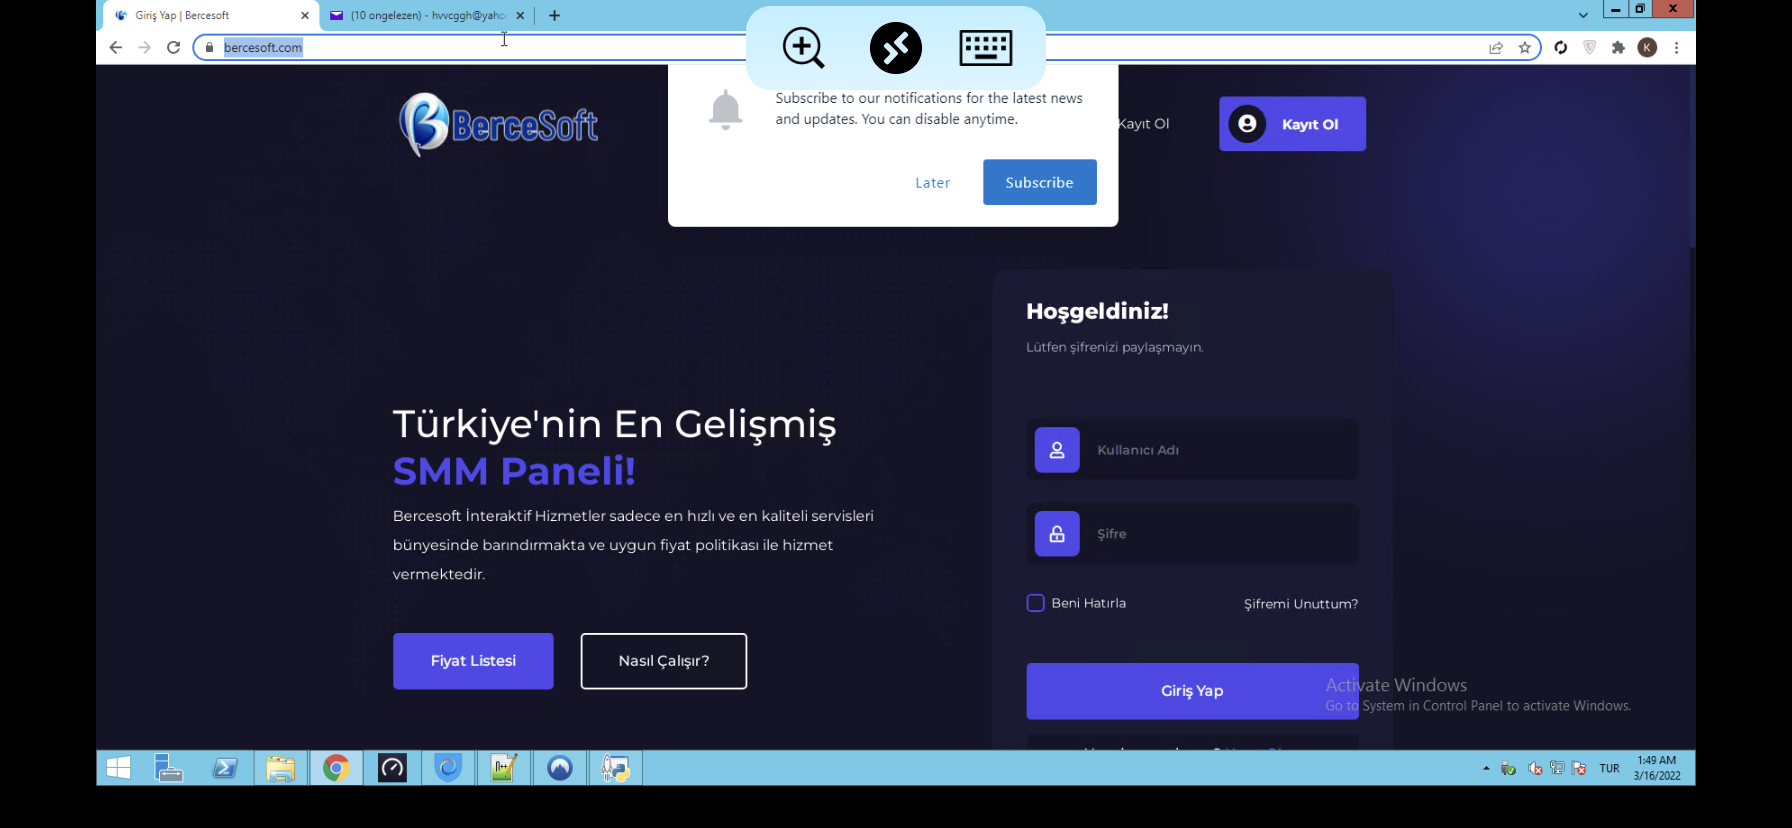 Giriş Yap | Bercesoft
(10 ongelezen) - hvvcggh@yahoo
bercesoft.com
K
BerceSoft
Subscribe to our notifications for the latest news
and updates. You can disable anytime.
Later
Subscribe
Kayıt Ol
Kayıt Ol
Hoşgeldiniz!
Lütfen şifrenizi paylaşmayın.
Türkiye'nin En Gelişmiş
SMM Paneli!
Bercesoft İnteraktif Hizmetler sadece en hızlı ve en kaliteli servisleri
bünyesinde barındırmakta ve uygun fiyat politikası ile hizmet
vermektedir.
Fiyat Listesi
Nasıl Çalışır?
Kullanıcı Adı
Şifre
Beni Hatırla
Şifremi Unuttum?
Giriş Yap
Activate Windows
Go to System in Control Panel to activate Windows.
TUR
1:49 AM
3/16/2022